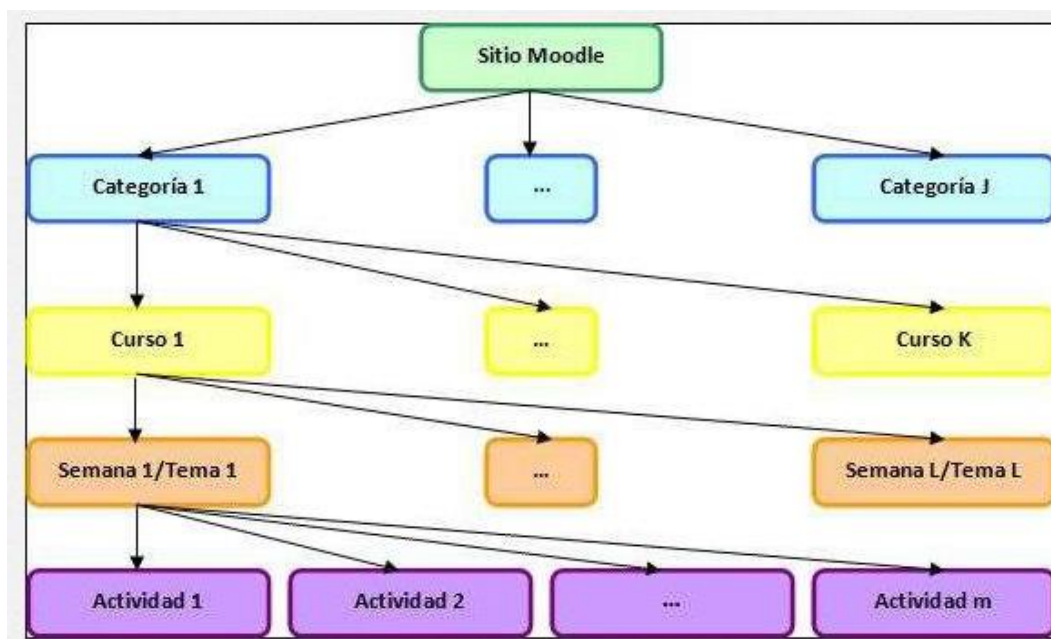 Sitio Moodle
Categoría 1
...
Categoría J
Curso 1
...
Curso K
Semana 1/Tema 1
...
Semana L/Tema L
Actividad 1
Actividad 2
...
Actividad m